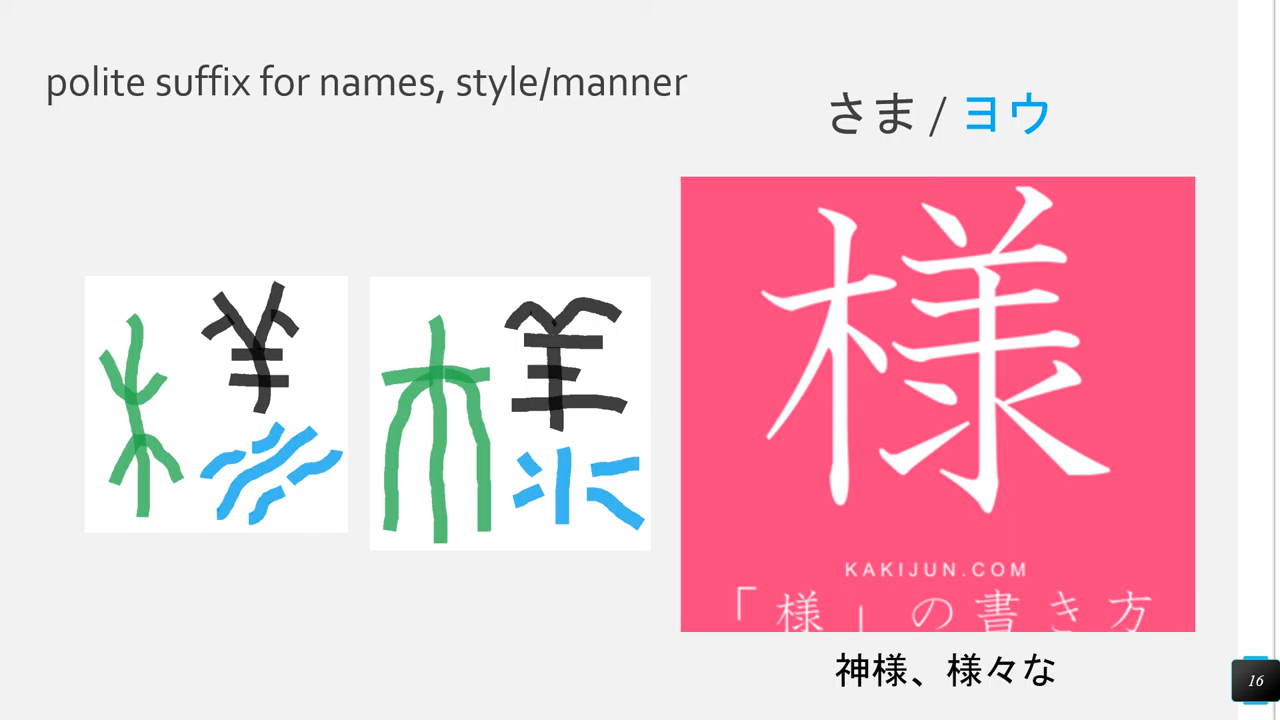 polite suffix for names, style/manner
さま / ヨウ
様
KAKIJUN.COM
「様」の書き方
神様、様々な
16